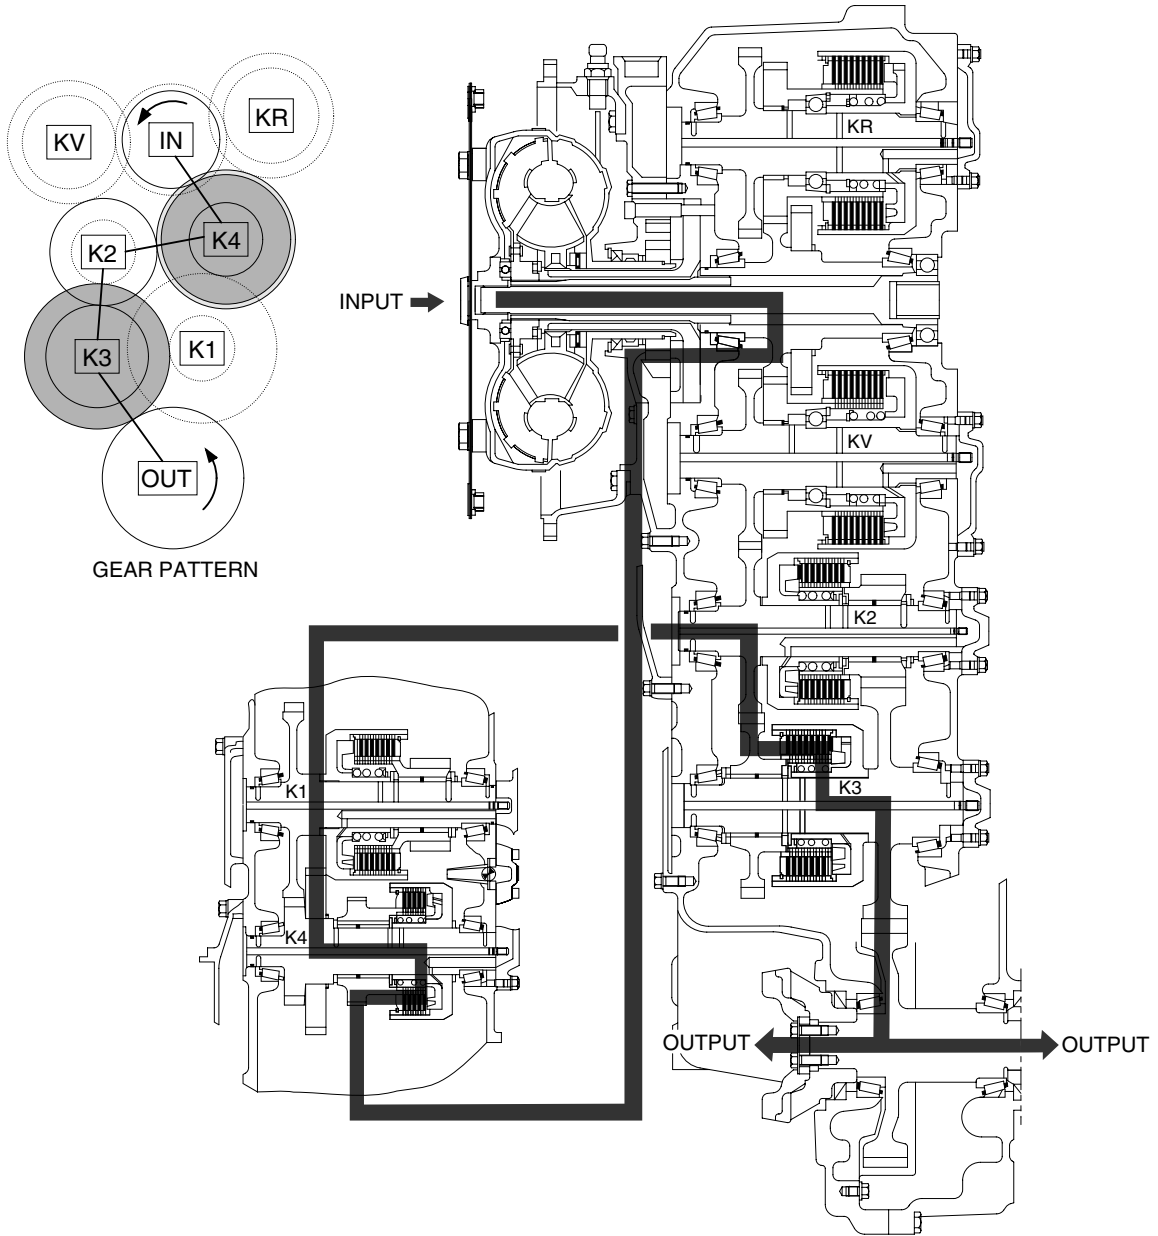 KV
IN
KR
K2
K4
K3
K1
OUT
GEAR PATTERN
INPUT
KR
KV
K2
K3
K1
K4
OUTPUT
OUTPUT